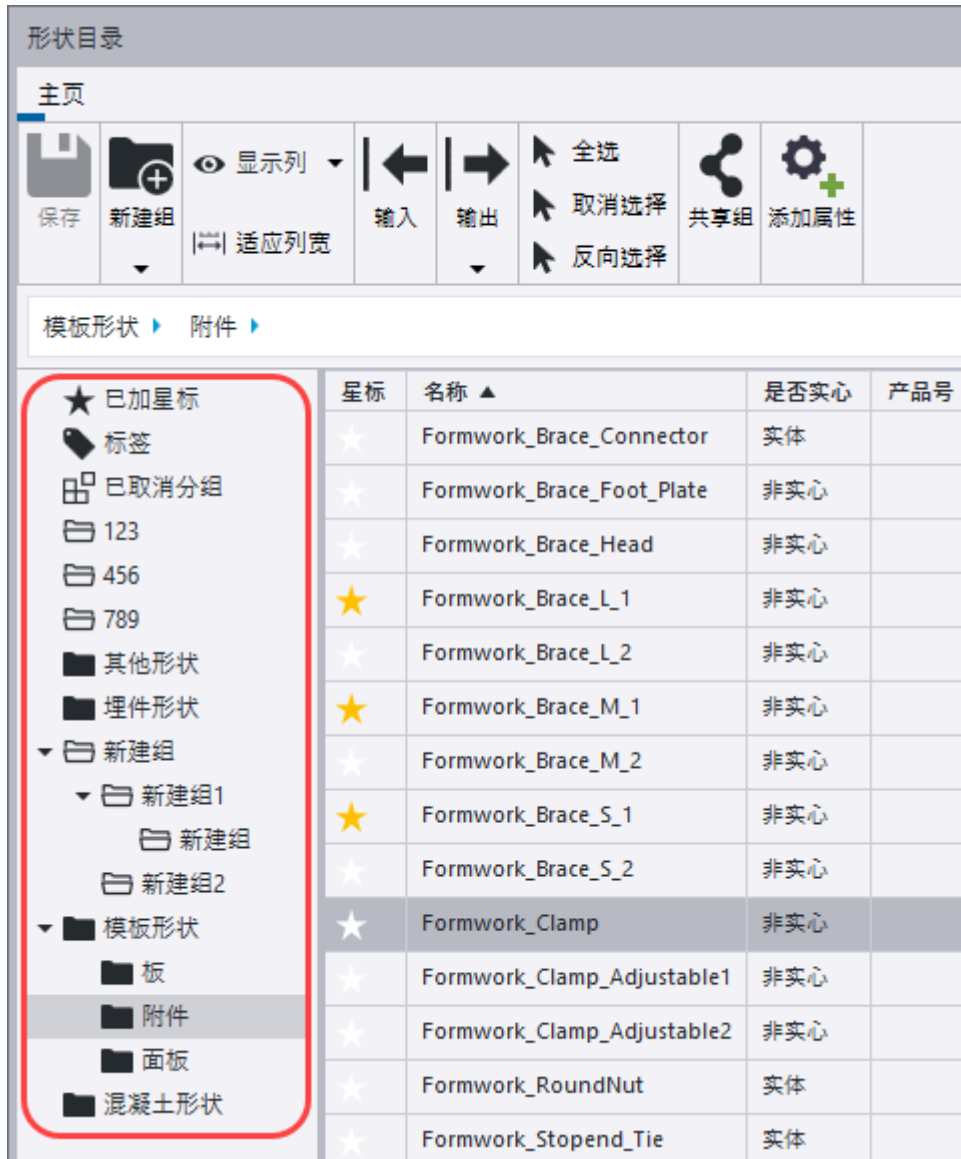 形状目录
主页
保存
新建组
显示列
适应列宽
输入
输出
全选
取消选择
反向选择
共享组
添加属性
模板形状 附件
已加星标
标签
已取消分组
123
456
789
其他形状
埋件形状
新建组
新建组1
新建组
新建组2
模板形状
板
附件
面板
混凝土形状
星标 名称 是否实心 产品号
Formwork_Brace_Connector 实体
Formwork_Brace_Foot_Plate 非实心
Formwork_Brace_Head 非实心
Formwork_Brace_L_1 非实心
Formwork_Brace_L_2 非实心
Formwork_Brace_M_1 非实心
Formwork_Brace_M_2 非实心
Formwork_Brace_S_1 非实心
Formwork_Brace_S_2 非实心
Formwork_Clamp 非实心
Formwork_Clamp_Adjustable1 非实心
Formwork_Clamp_Adjustable2 非实心
Formwork_RoundNut 实体
Formwork_Stopend_Tie 实体